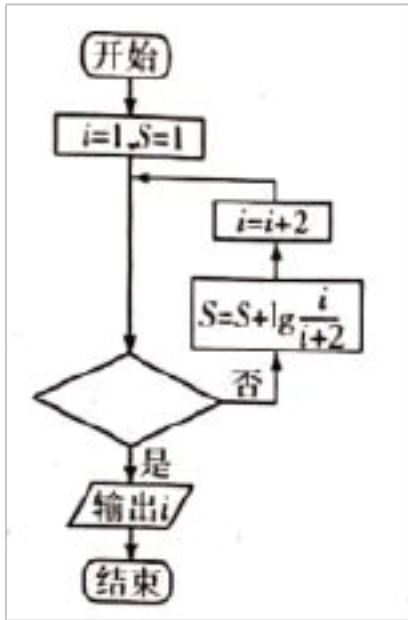 开始
i=1,S=1
i=i+2
S=S+lg i/(i+2)
否
是
输出i
结束